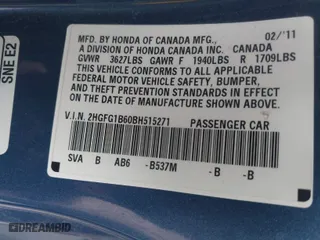 SNE E2
MFD. BY HONDA OF CANADA MFG., 02/'11
A DIVISION OF HONDA CANADA INC. CANADA
GVWR 3627LBS GAWR F 1940LBS R 1709LBS
THIS VEHICLE CONFORMS TO ALL APPLICABLE
FEDERAL MOTOR VEHICLE SAFETY, BUMPER,
AND THEFT PREVENTION STANDARDS IN EFFECT
ON THE DATE OF MANUFACTURE SHOWN ABOVE.
V.I.N. 2HGFG1B60BH515271 PASSENGER CAR
SVA B AB6 -B537M -B -B
DREAMBID